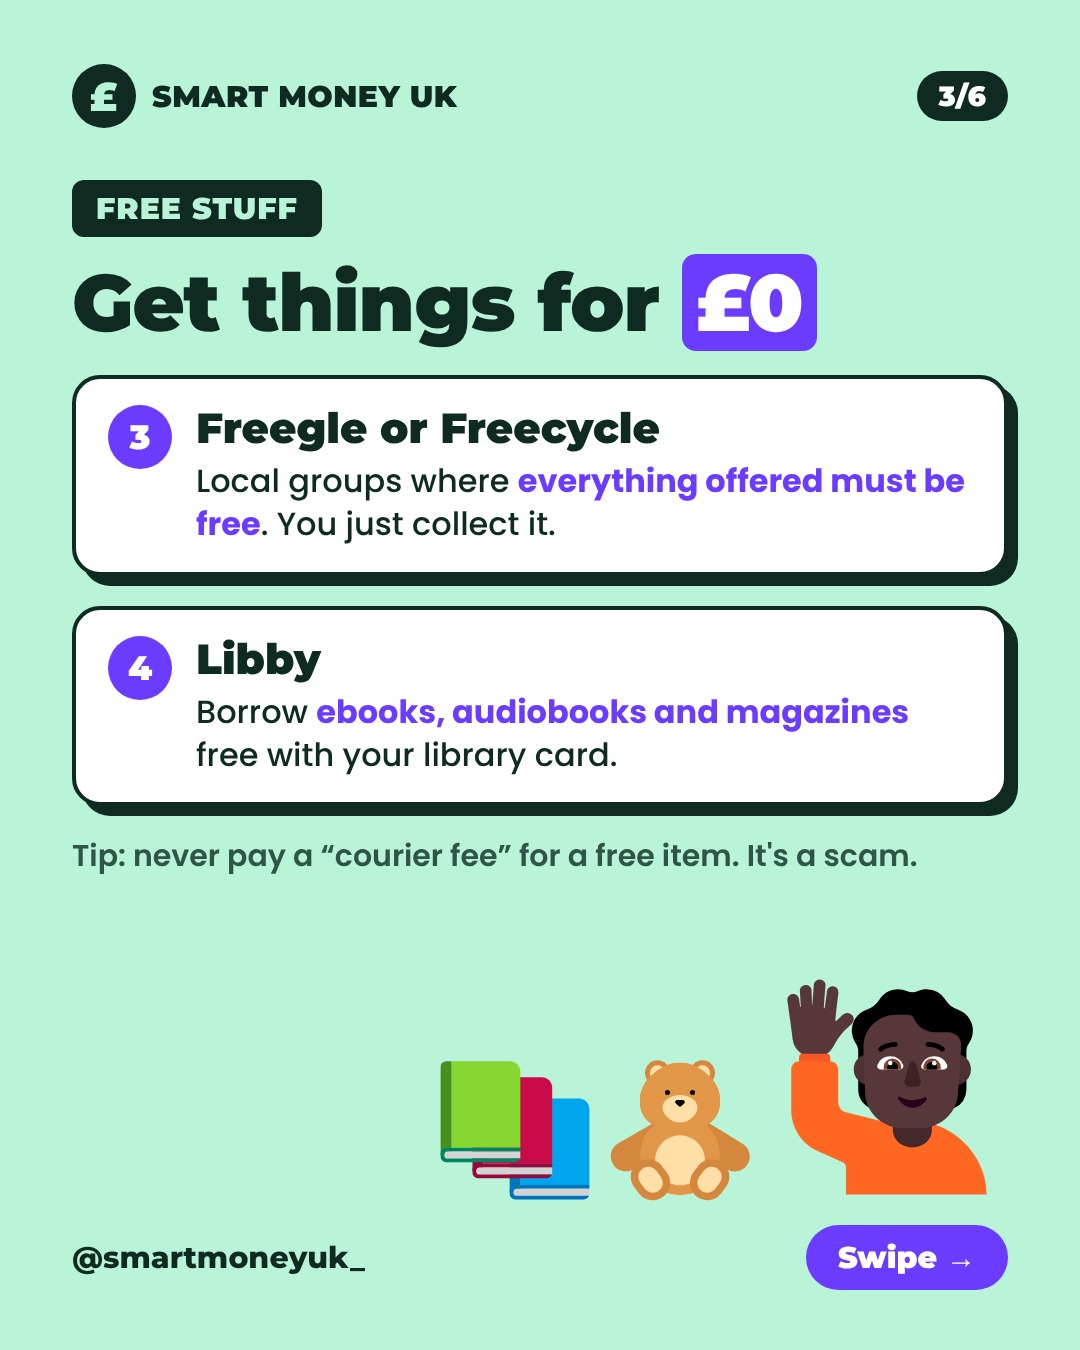 £ SMART MONEY UK
3/6
FREE STUFF
Get things for £0
3 Freegle or Freecycle
Local groups where everything offered must be
free. You just collect it.
4 Libby
Borrow ebooks, audiobooks and magazines
free with your library card.
Tip: never pay a “courier fee” for a free item. It's a scam.
@smartmoneyuk_
Swipe →